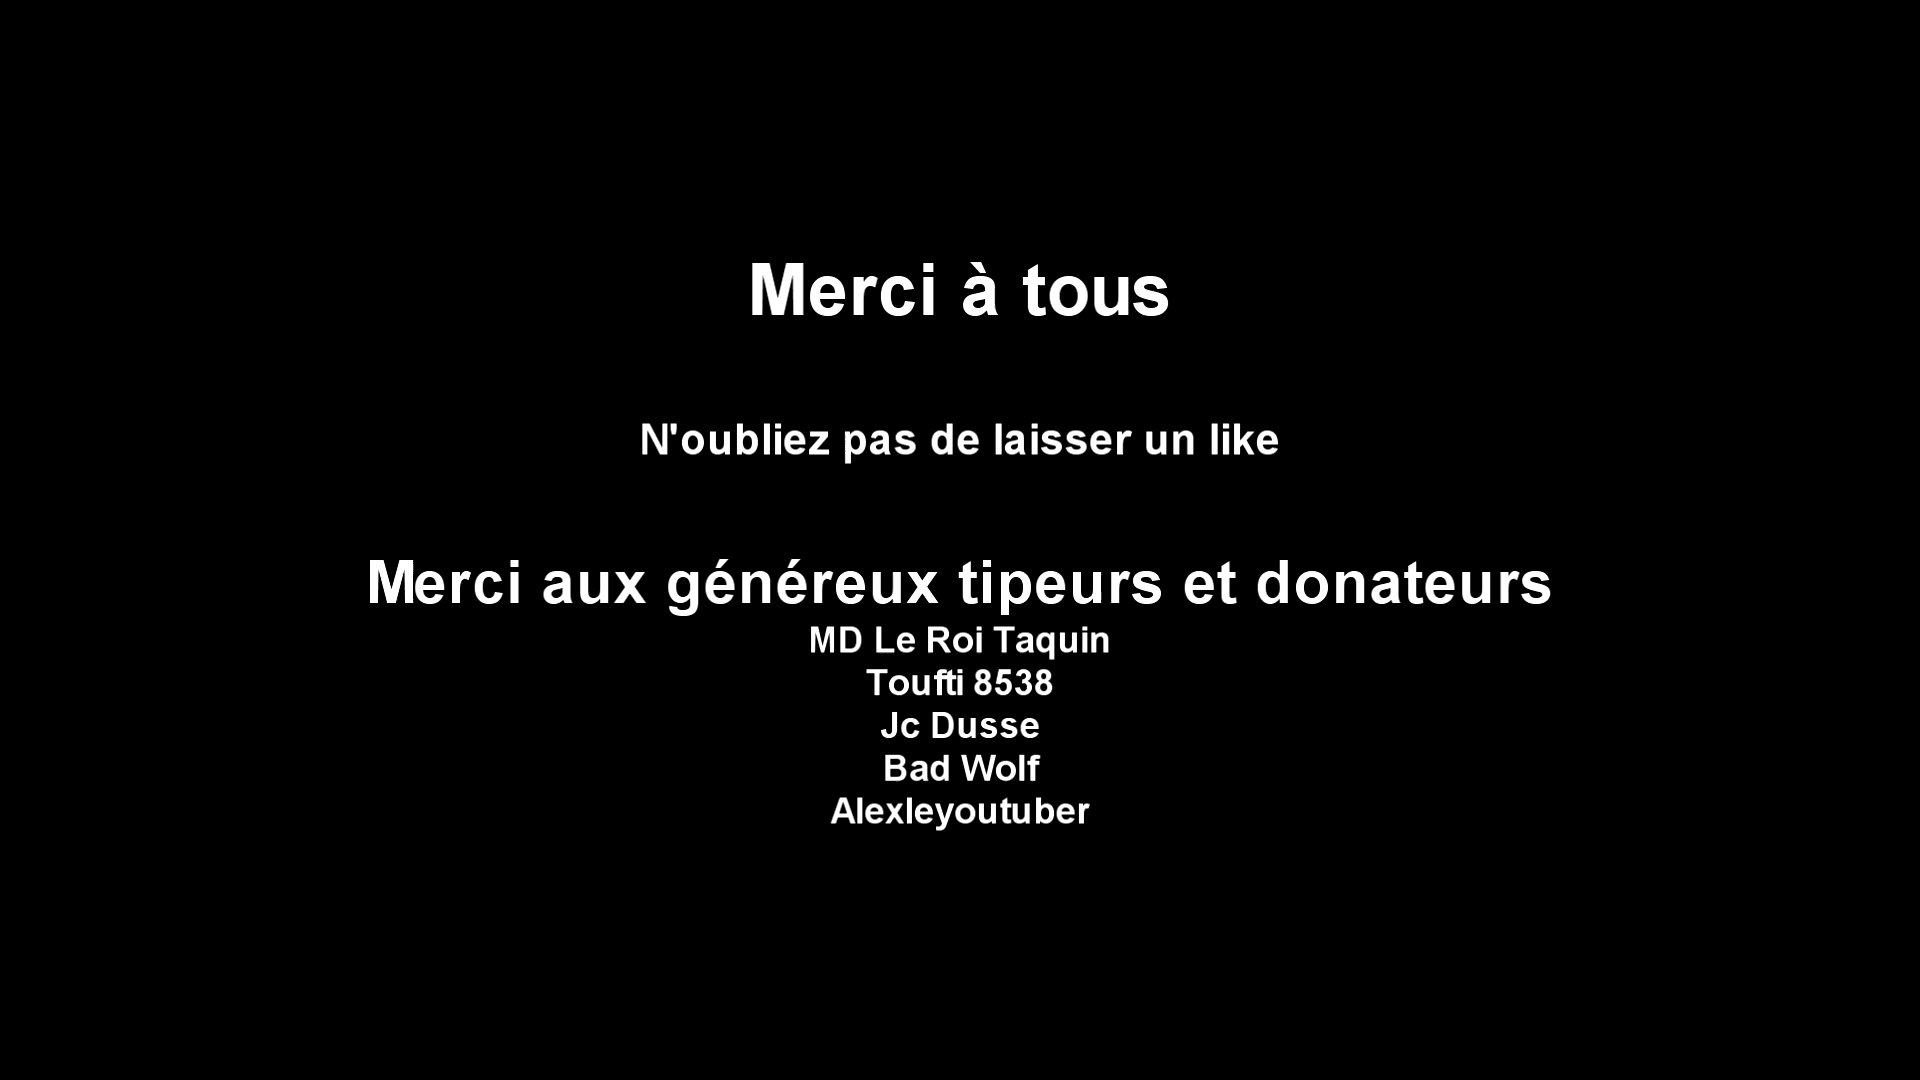 Merci à tous
N'oubliez pas de laisser un like
Merci aux généreux tipeurs et donateurs
MD Le Roi Taquin
Toufti 8538
Jc Dusse
Bad Wolf
Alexleyoutuber